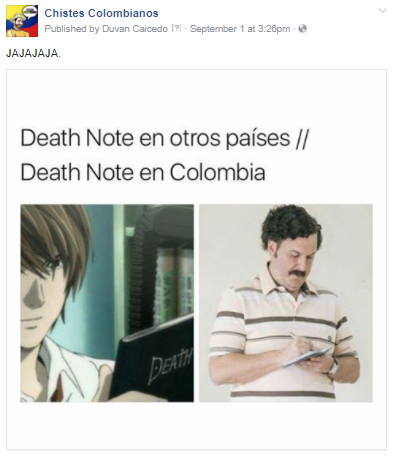 Chistes Colombianos
Published by Duvan Caicedo [?] · September 1 at 3:26pm ·
JAJAJAJA.
Death Note en otros países //
Death Note en Colombia
DEATH